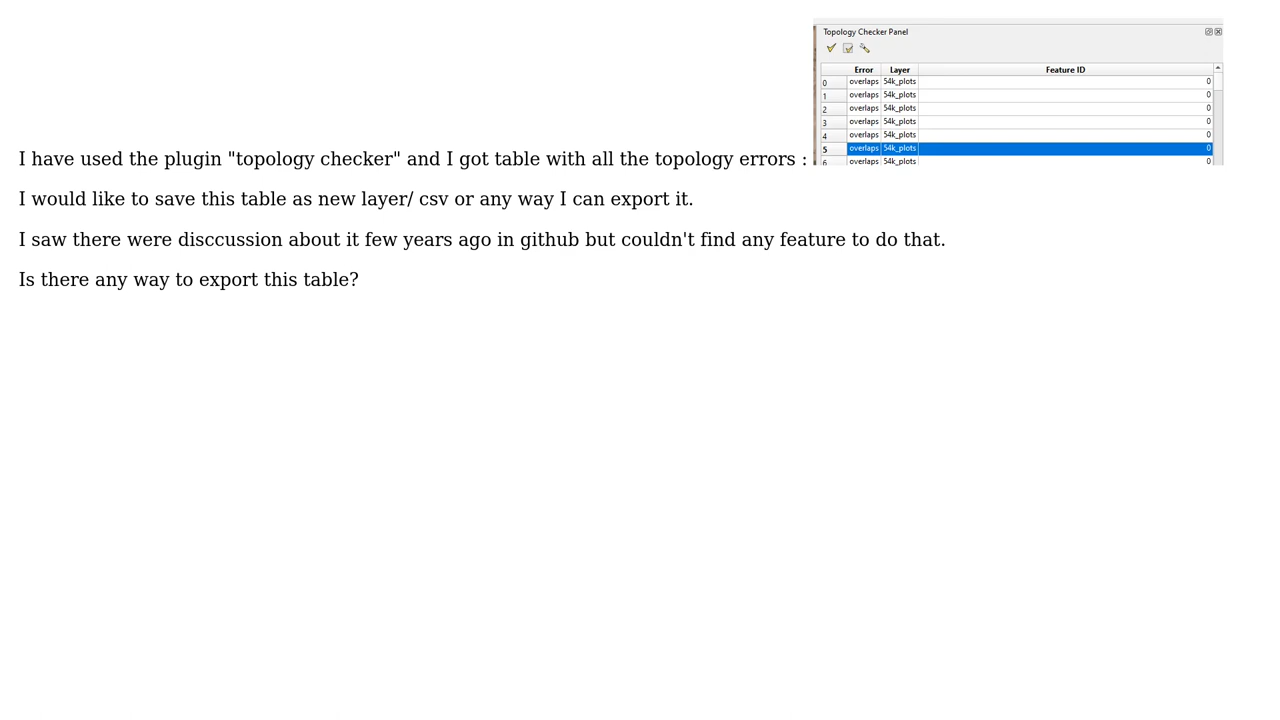 Topology Checker Panel
Error Layer Feature ID
0 overlaps 54k_plots 0
1 overlaps 54k_plots 0
2 overlaps 54k_plots 0
3 overlaps 54k_plots 0
4 overlaps 54k_plots 0
5 overlaps 54k_plots 0
6 overlaps 54k_plots 0
I have used the plugin "topology checker" and I got table with all the topology errors :
I would like to save this table as new layer/ csv or any way I can export it.
I saw there were disccussion about it few years ago in github but couldn't find any feature to do that.
Is there any way to export this table?